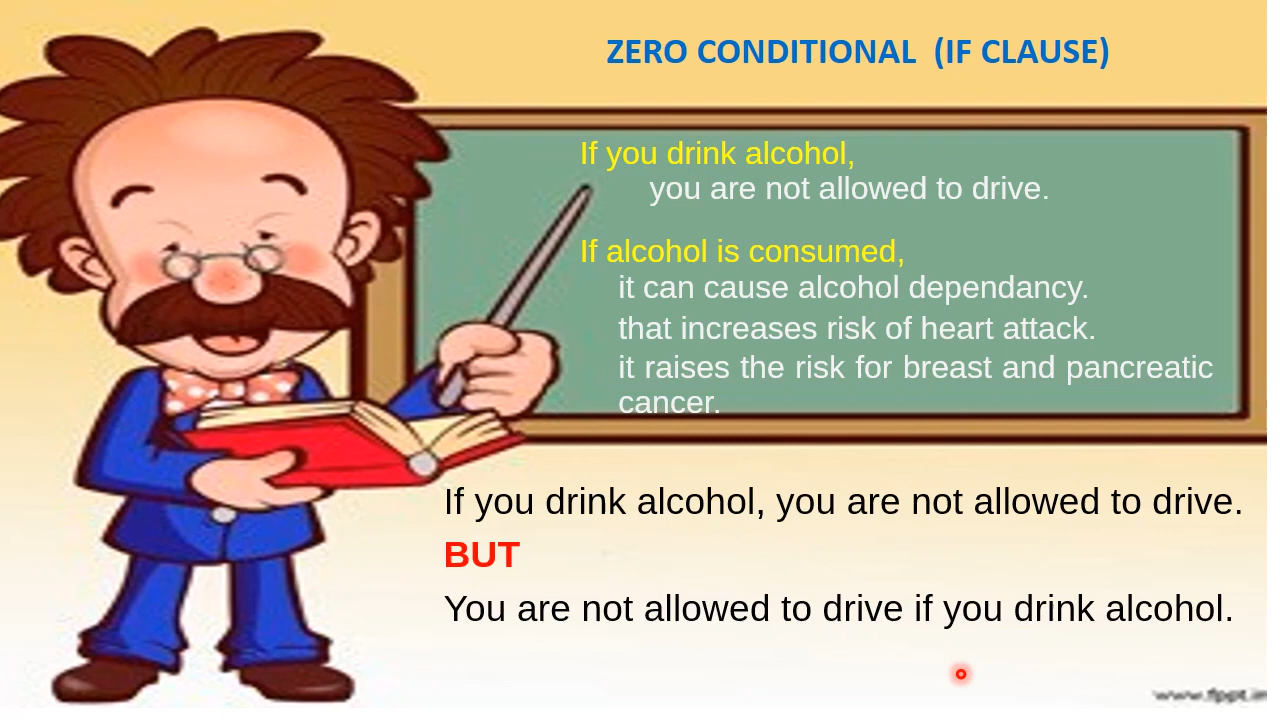 ZERO CONDITIONAL (IF CLAUSE)
If you drink alcohol,
you are not allowed to drive.
If alcohol is consumed,
it can cause alcohol dependancy.
that increases risk of heart attack.
it raises the risk for breast and pancreatic
cancer.
If you drink alcohol, you are not allowed to drive.
BUT
You are not allowed to drive if you drink alcohol.